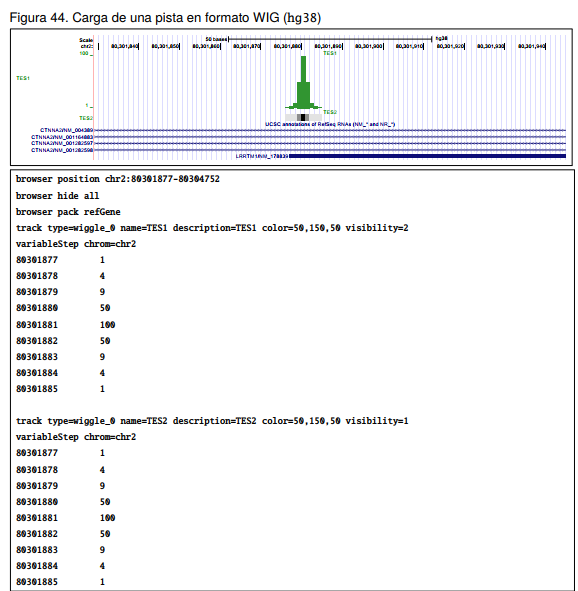 Figura 44. Carga de una pista en formato WIG (hg38)
Scale 50 bases hg38
chr2: 80,301,840 80,301,850 80,301,860 80,301,870 80,301,880 80,301,890 80,301,900 80,301,910 80,301,920 80,301,930 80,301,940
TES1
100 _
TES1
1 _
TES2
TES2
UCSC annotations of RefSeq RNAs (NM_* and NR_*)
CTNNA2/NM_004389
CTNNA2/NM_001164883
CTNNA2/NM_001282597
CTNNA2/NM_001282598
LRRTM1/NM_178839
browser position chr2:80301877-80304752
browser hide all
browser pack refGene
track type=wiggle_0 name=TES1 description=TES1 color=50,150,50 visibility=2
variableStep chrom=chr2
80301877 1
80301878 4
80301879 9
80301880 50
80301881 100
80301882 50
80301883 9
80301884 4
80301885 1
track type=wiggle_0 name=TES2 description=TES2 color=50,150,50 visibility=1
variableStep chrom=chr2
80301877 1
80301878 4
80301879 9
80301880 50
80301881 100
80301882 50
80301883 9
80301884 4
80301885 1